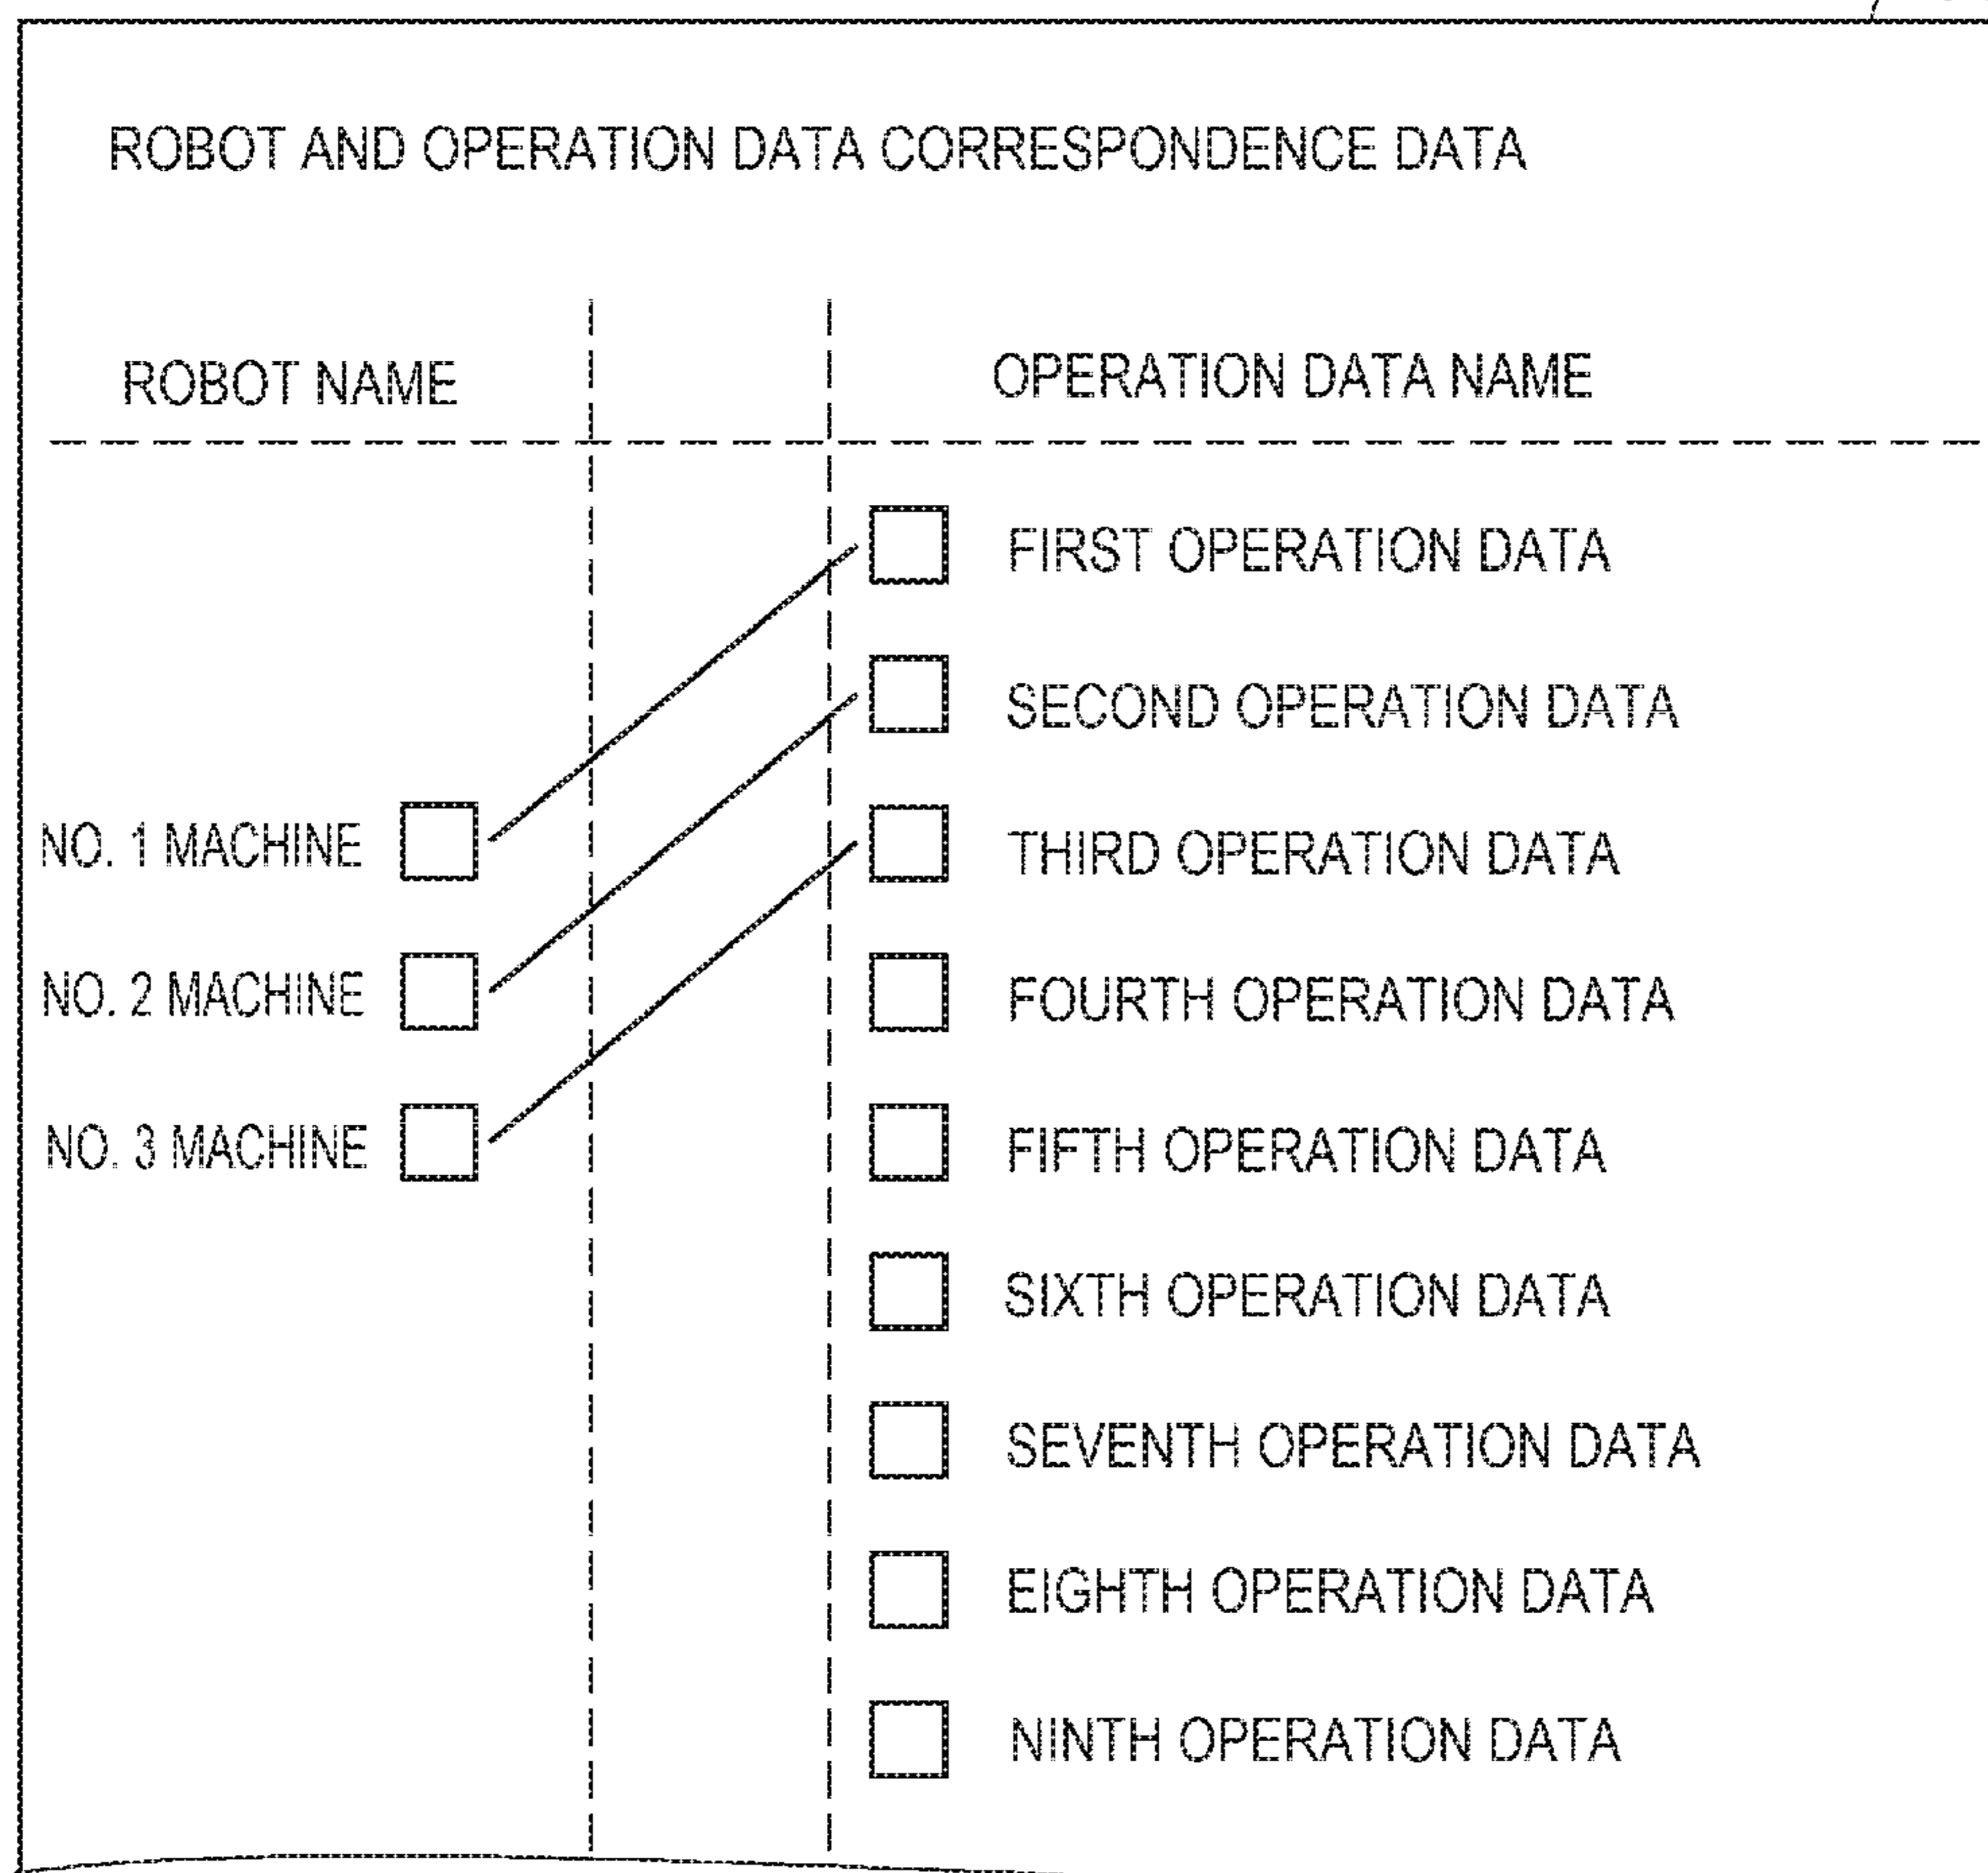 ROBOT AND OPERATION DATA CORRESPONDENCE DATA
ROBOT NAME
OPERATION DATA NAME
FIRST OPERATION DATA
SECOND OPERATION DATA
NO. 1 MACHINE
THIRD OPERATION DATA
NO. 2 MACHINE
FOURTH OPERATION DATA
NO. 3 MACHINE
FIFTH OPERATION DATA
SIXTH OPERATION DATA
SEVENTH OPERATION DATA
EIGHTH OPERATION DATA
NINTH OPERATION DATA